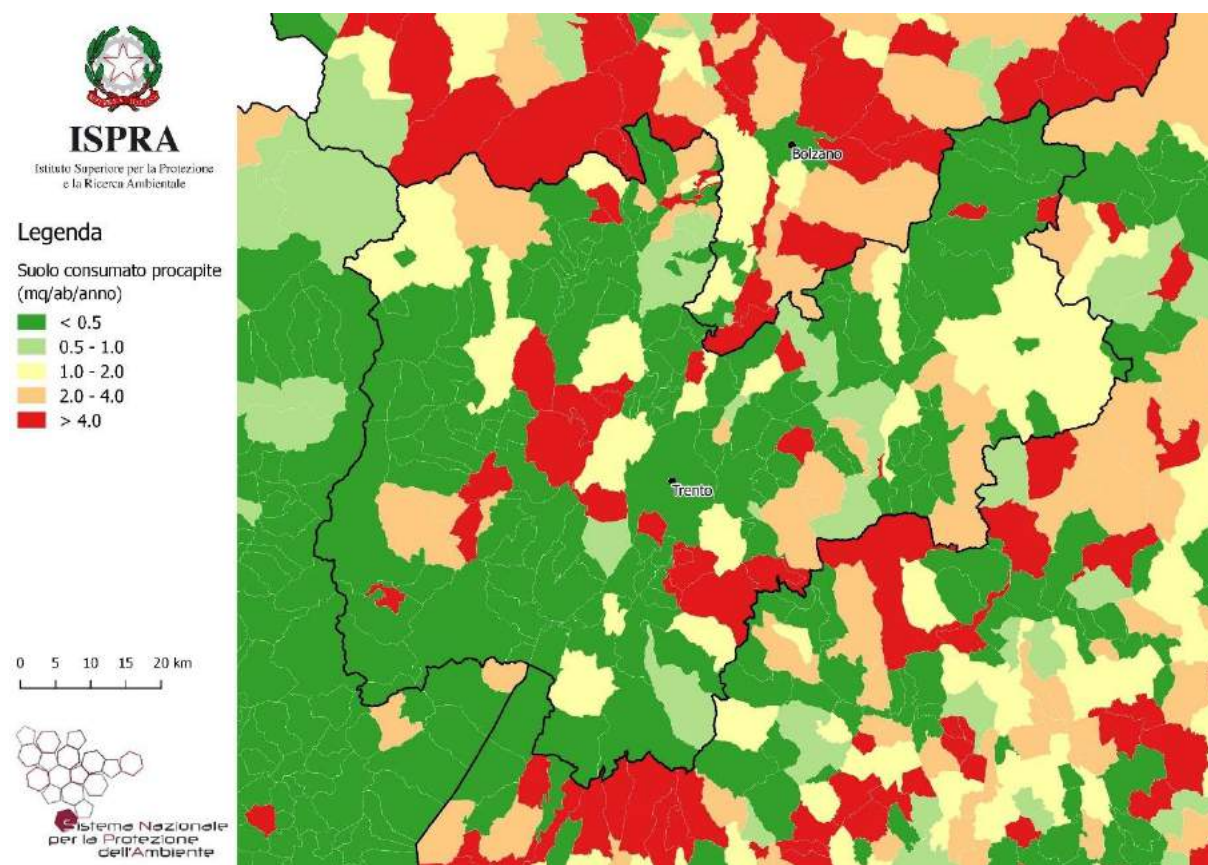 ISPRA
Istituto Superiore per la Protezione
e la Ricerca Ambientale
Legenda
Suolo consumato procapite
(mq/ab/anno)
< 0.5
0.5 - 1.0
1.0 - 2.0
2.0 - 4.0
> 4.0
0 5 10 15 20 km
Sistema Nazionale
per la Protezione
dell'Ambiente
Bolzano
Trento